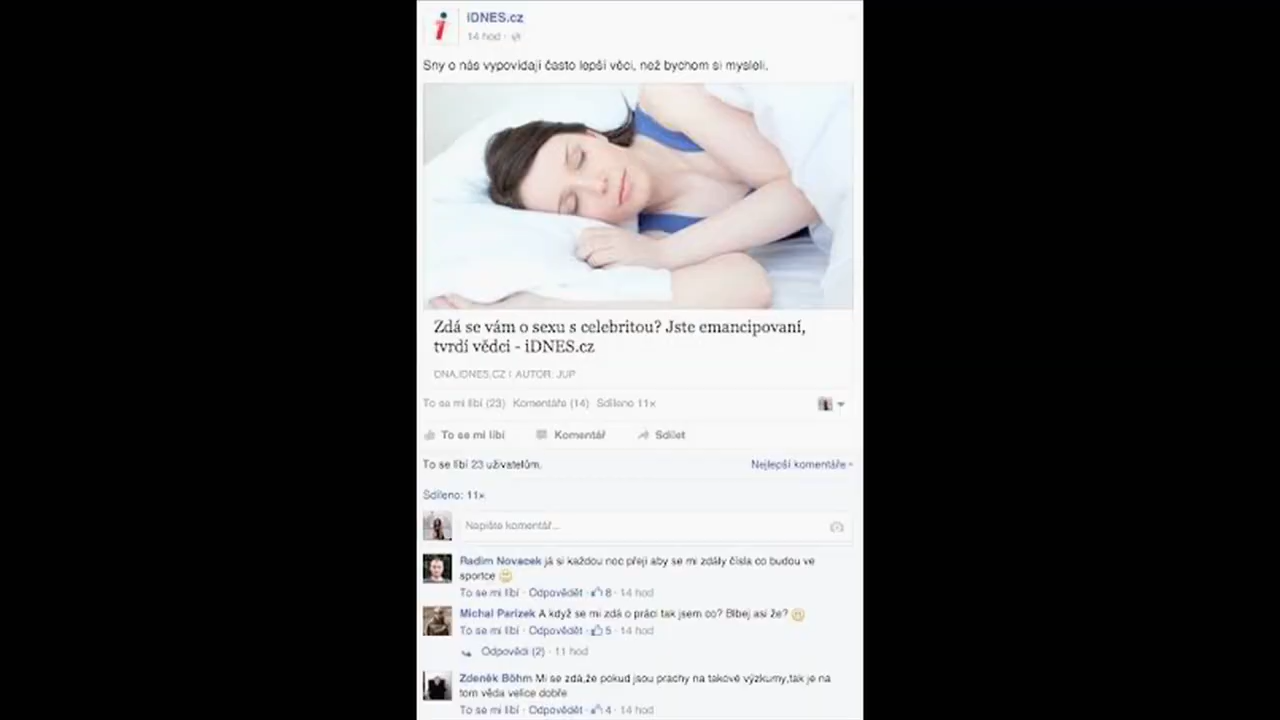 iDNES.cz
14 hod ·
Sny o nás vypovídají často lepší věci, než bychom si mysleli.
Zdá se vám o sexu s celebritou? Jste emancipovaní,
tvrdí vědci - iDNES.cz
DNA.IDNES.CZ | AUTOR: JUP
To se mi líbí (23) Komentáře (14) Sdíleno 11×
To se mi líbí Komentář Sdílet
To se líbí 23 uživatelům. Nejlepší komentáře
Sdíleno: 11×
Napište komentář...
Radim Novacek já si každou noc přeji aby se mi zdály čísla co budou ve
sportce
To se mi líbí · Odpovědět · 8 · 14 hod
Michal Parizek A když se mi zdá o práci tak jsem co? Blbej asi že?
To se mi líbí · Odpovědět · 5 · 14 hod
Odpovědi (2) · 11 hod
Zdeněk Böhm Mi se zdá,že pokud jsou prachy na takové výzkumy,tak je na
tom věda velice dobře
To se mi líbí · Odpovědět · 4 · 14 hod